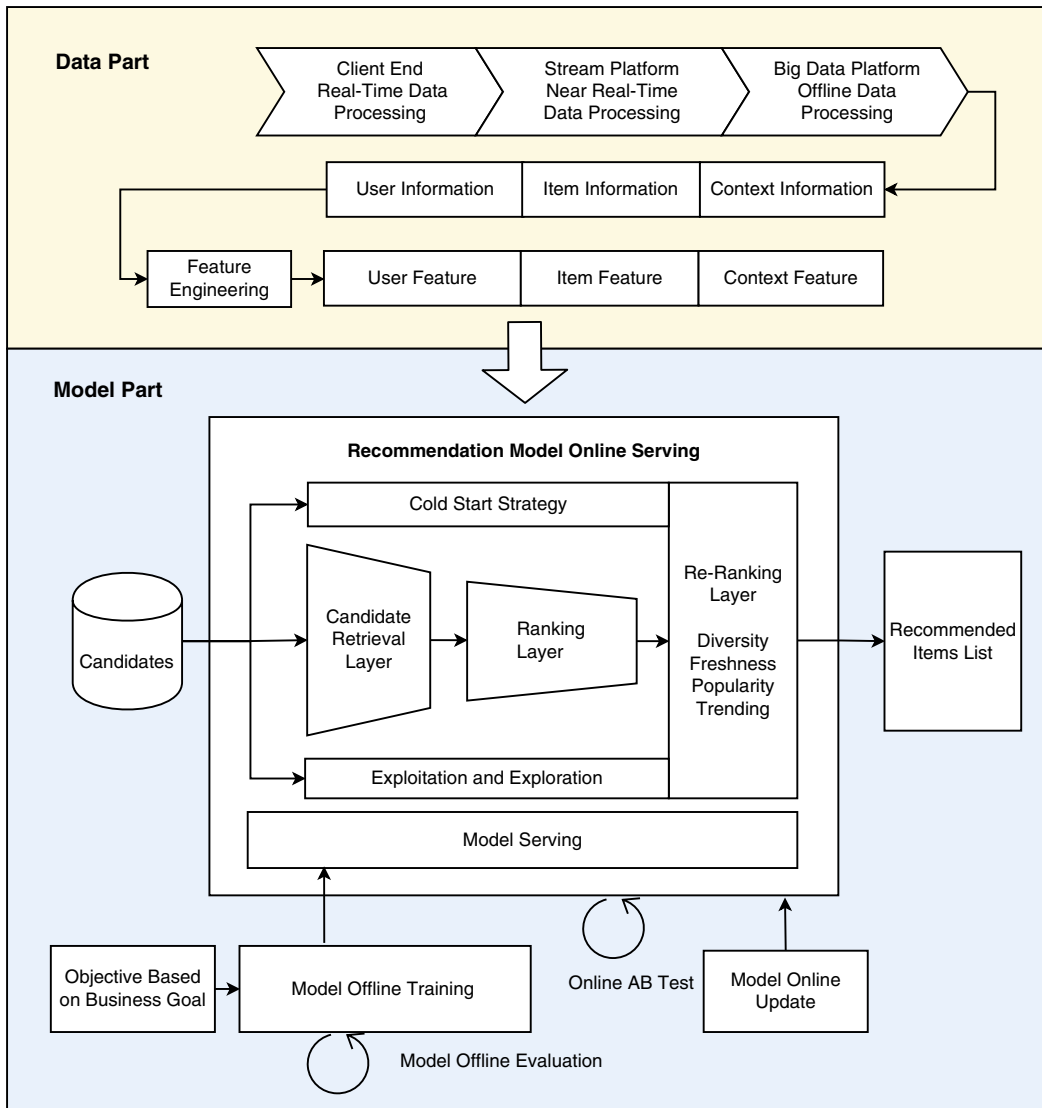 Data Part
Client End
Real-Time Data
Processing
Stream Platform
Near Real-Time
Data Processing
Big Data Platform
Offline Data
Processing
User Information
Item Information
Context Information
Feature
Engineering
User Feature
Item Feature
Context Feature
Model Part
Recommendation Model Online Serving
Cold Start Strategy
Candidates
Candidate
Retrieval
Layer
Ranking
Layer
Re-Ranking
Layer
Diversity
Freshness
Popularity
Trending
Recommended
Items List
Exploitation and Exploration
Model Serving
Objective Based
on Business Goal
Model Offline Training
Online AB Test
Model Online
Update
Model Offline Evaluation